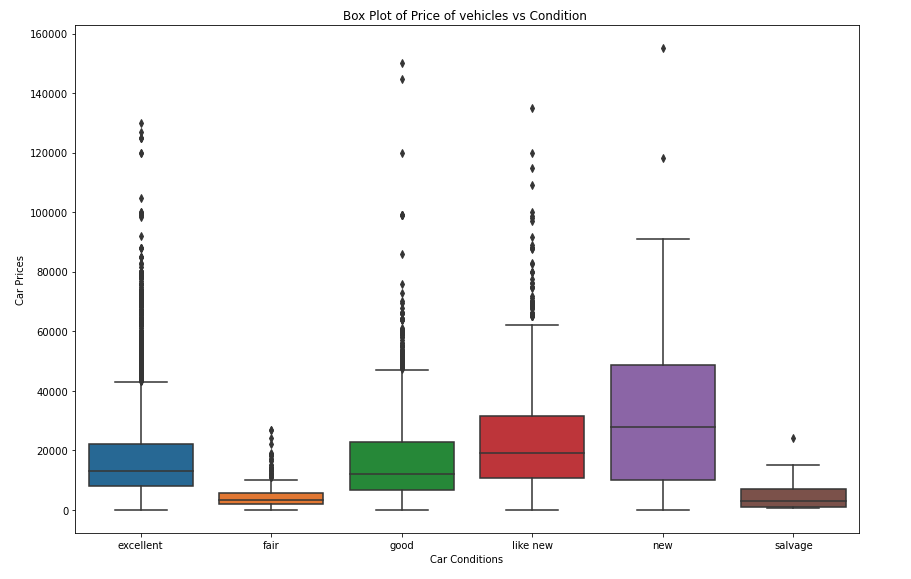 Box Plot of Price of vehicles vs Condition
160000
140000
120000
100000
80000
60000
40000
20000
0
Car Prices
excellent fair good like new new salvage
Car Conditions